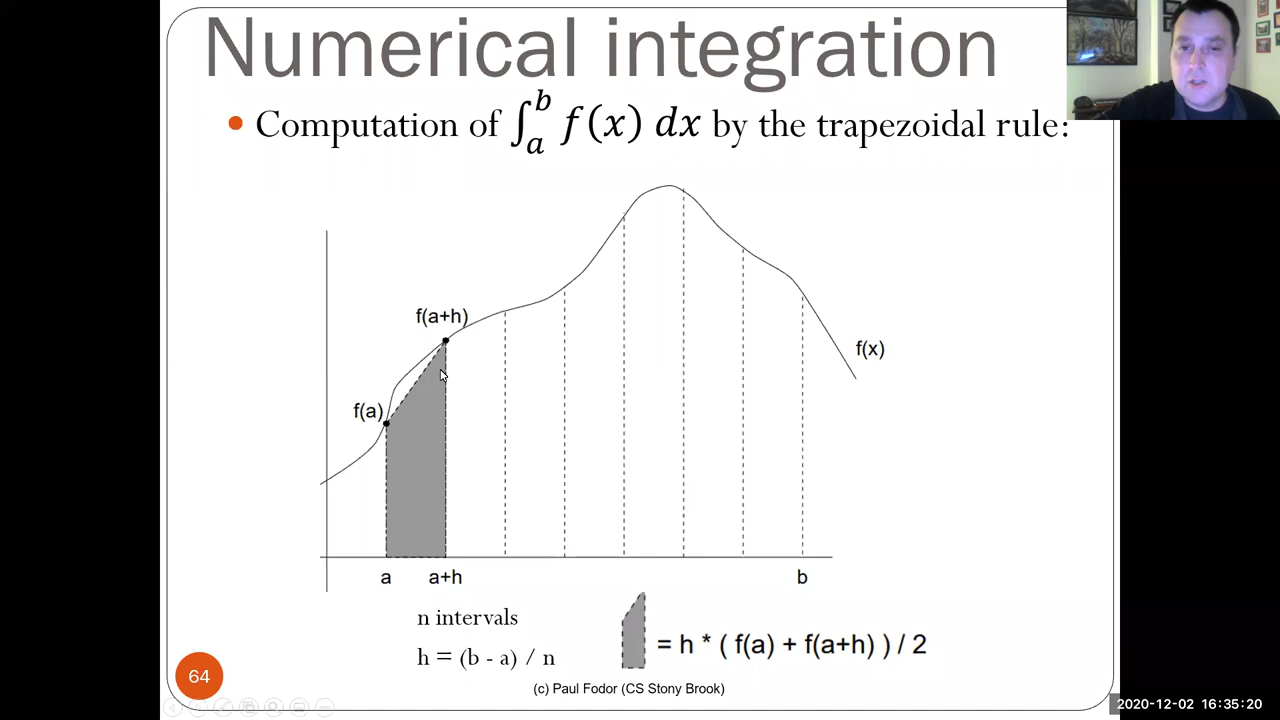 Numerical integration
• Computation of ∫_a^b f(x) dx by the trapezoidal rule:
f(a+h)
f(x)
f(a)
a a+h b
n intervals
h = (b - a) / n
= h * ( f(a) + f(a+h) ) / 2
64
(c) Paul Fodor (CS Stony Brook)
2020-12-02 16:35:20